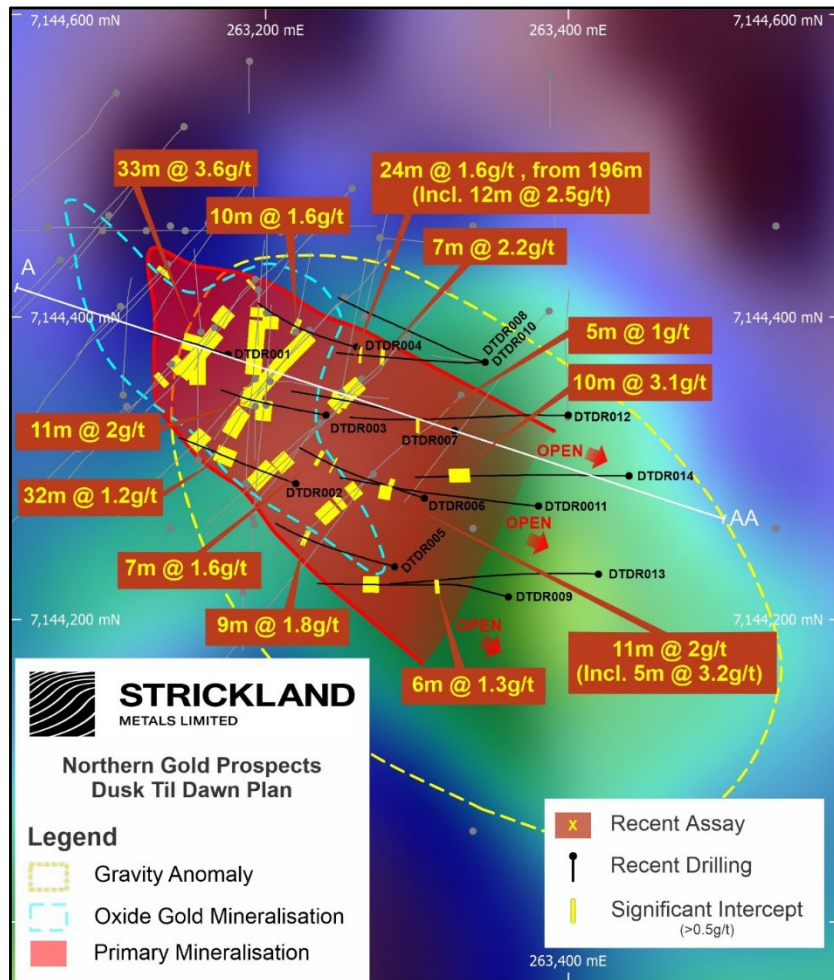 7,144,600 mN
263,200 mE
263,400 mE
7,144,600 mN
33m @ 3.6g/t
24m @ 1.6g/t , from 196m
(Incl. 12m @ 2.5g/t)
10m @ 1.6g/t
7m @ 2.2g/t
A
7,144,400 mN
7,144,400 mN
5m @ 1g/t
DTDR008
DTDR010
DTDR004
DTDR001
10m @ 3.1g/t
11m @ 2g/t
DTDR003
DTDR007
DTDR012
OPEN
32m @ 1.2g/t
DTDR002
DTDR006
DTDR0011
DTDR014
AA
OPEN
7m @ 1.6g/t
DTDR005
DTDR013
DTDR009
9m @ 1.8g/t
7,144,200 mN
7,144,200 mN
OPEN
6m @ 1.3g/t
11m @ 2g/t
(Incl. 5m @ 3.2g/t)
STRICKLAND
METALS LIMITED
Northern Gold Prospects
Dusk Til Dawn Plan
Legend
Gravity Anomaly
Oxide Gold Mineralisation
Primary Mineralisation
x Recent Assay
Recent Drilling
Significant Intercept
(>0.5g/t)
263,400 mE